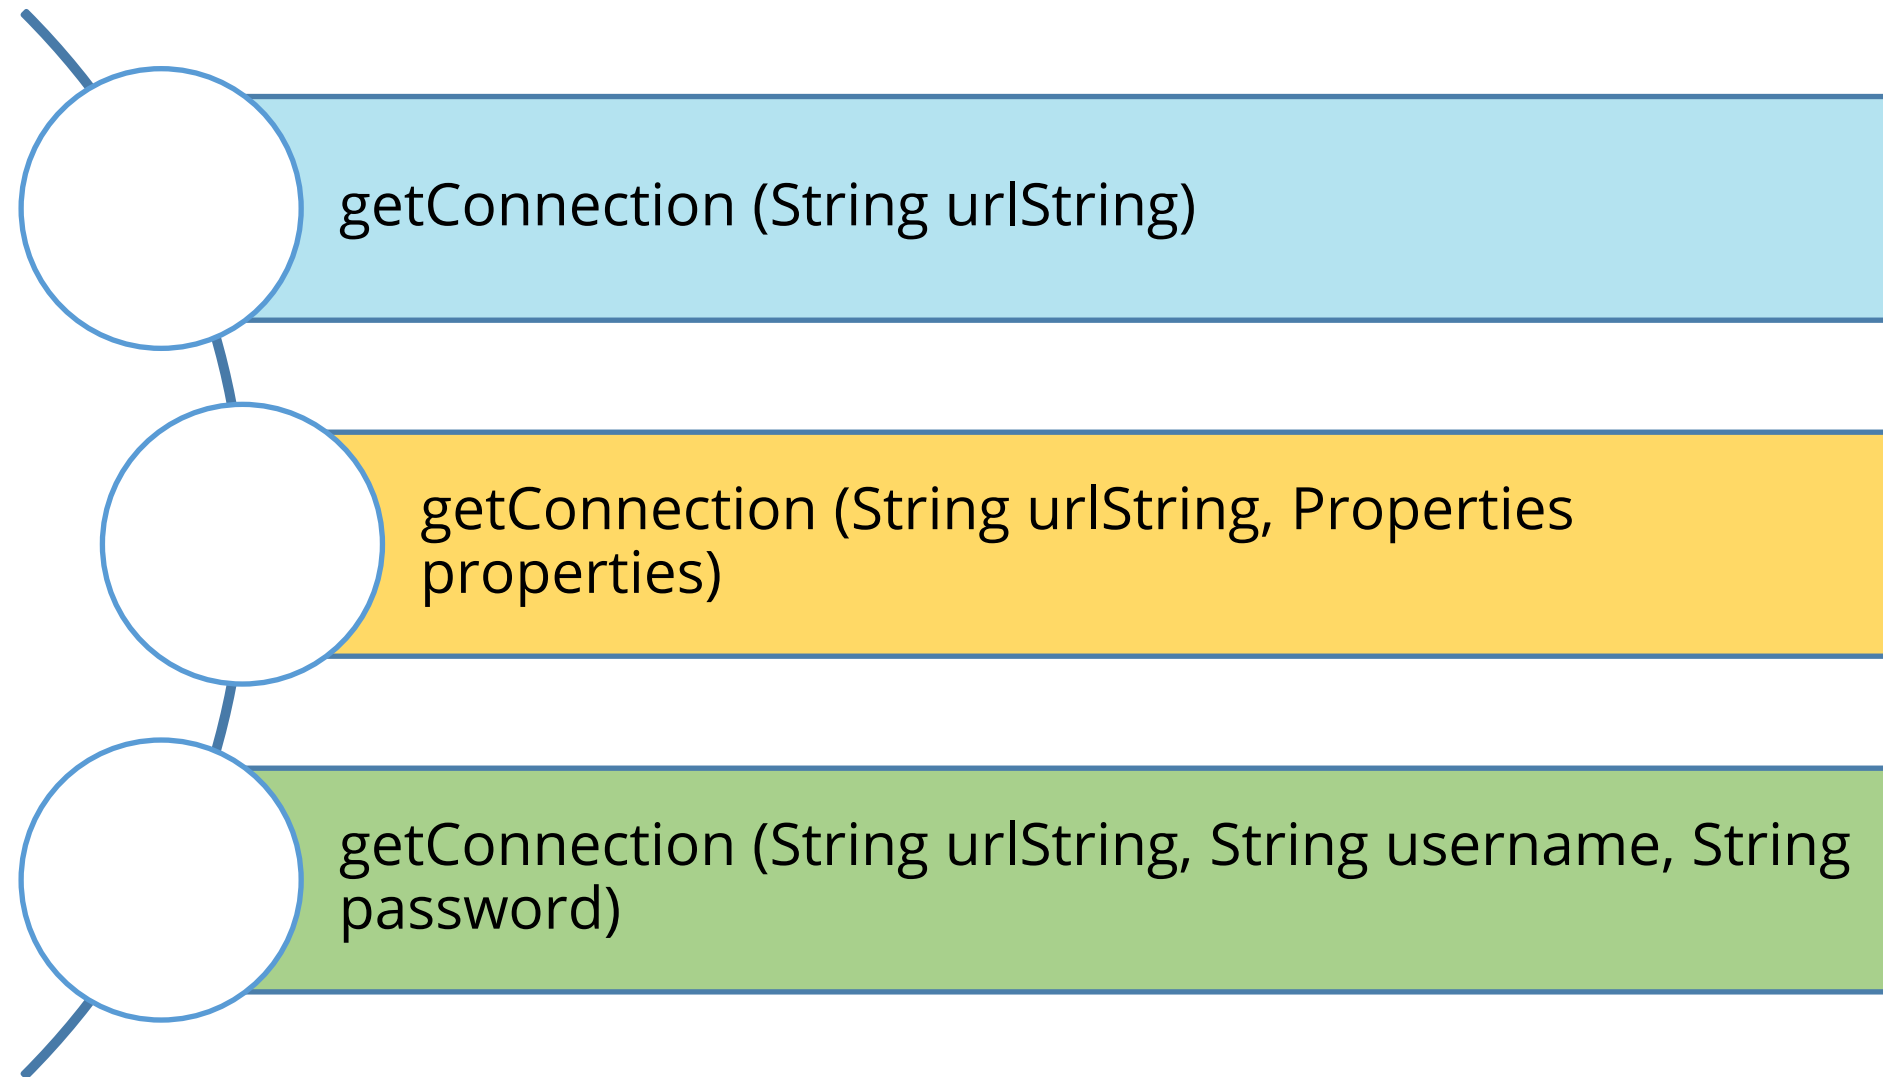 getConnection (String urlString)
getConnection (String urlString, Properties
properties)
getConnection (String urlString, String username, String
password)